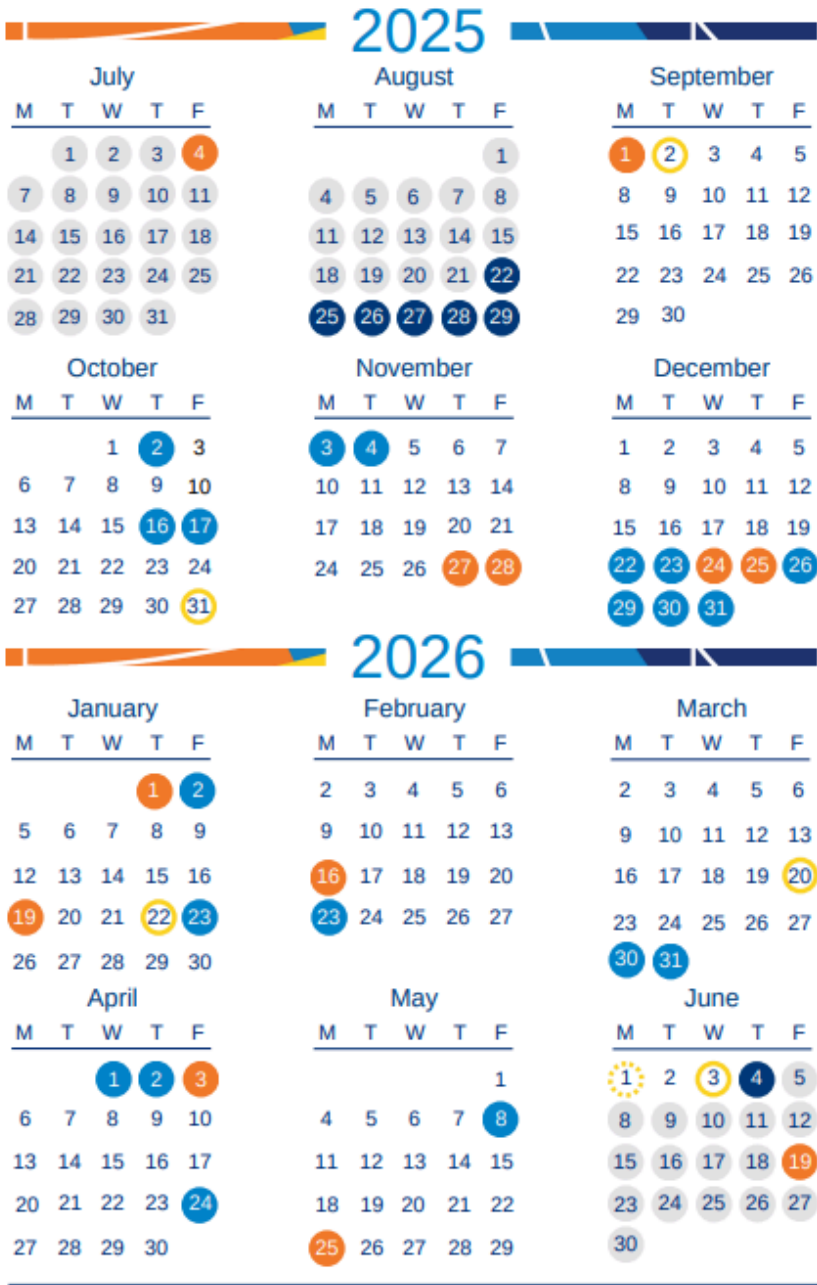 2025
July August September
M T W T F M T W T F M T W T F
1 2 3 4 1 1 2 3 4 5
7 8 9 10 11 4 5 6 7 8 8 9 10 11 12
14 15 16 17 18 11 12 13 14 15 15 16 17 18 19
21 22 23 24 25 18 19 20 21 22 22 23 24 25 26
28 29 30 31 25 26 27 28 29 29 30
October November December
M T W T F M T W T F M T W T F
1 2 3 3 4 5 6 7 1 2 3 4 5
6 7 8 9 10 10 11 12 13 14 8 9 10 11 12
13 14 15 16 17 17 18 19 20 21 15 16 17 18 19
20 21 22 23 24 24 25 26 27 28 22 23 24 25 26
27 28 29 30 31 29 30 31
2026
January February March
M T W T F M T W T F M T W T F
1 2 2 3 4 5 6 2 3 4 5 6
5 6 7 8 9 9 10 11 12 13 9 10 11 12 13
12 13 14 15 16 16 17 18 19 20 16 17 18 19 20
19 20 21 22 23 23 24 25 26 27 23 24 25 26 27
26 27 28 29 30 30 31
April May June
M T W T F M T W T F M T W T F
1 2 3 1 1 2 3 4 5
6 7 8 9 10 4 5 6 7 8 8 9 10 11 12
13 14 15 16 17 11 12 13 14 15 15 16 17 18 19
20 21 22 23 24 18 19 20 21 22 23 24 25 26 27
27 28 29 30 25 26 27 28 29 30